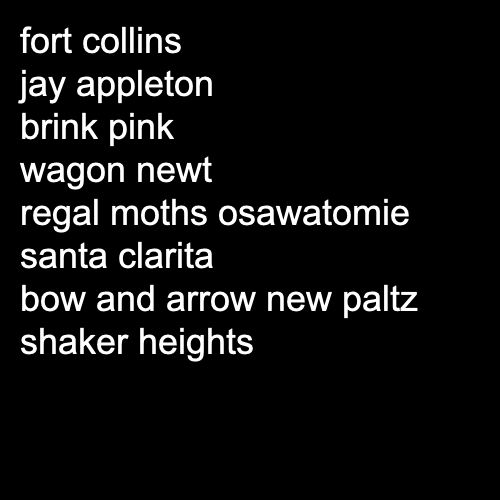 fort collins
jay appleton
brink pink
wagon newt
regal moths osawatomie
santa clarita
bow and arrow new paltz
shaker heights